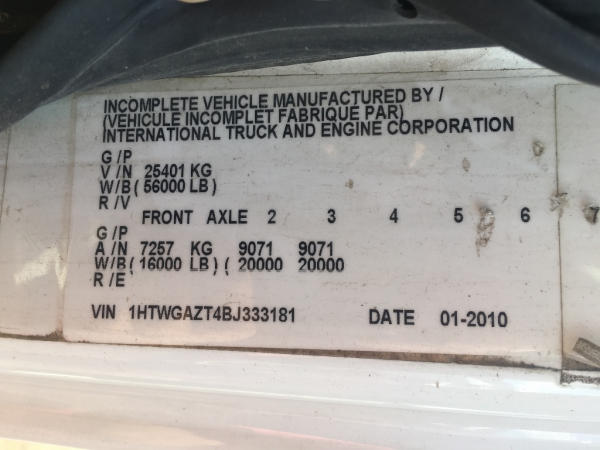 INCOMPLETE VEHICLE MANUFACTURED BY /
(VEHICULE INCOMPLET FABRIQUE PAR)
INTERNATIONAL TRUCK AND ENGINE CORPORATION
G /P
V /N 25401 KG
W/B ( 56000 LB)
R /V
FRONT AXLE 2 3 4 5 6 7
G /P
A /N 7257 KG 9071 9071
W/B ( 16000 LB) ( 20000 20000
R /E
VIN 1HTWGAZT4BJ333181 DATE 01-2010